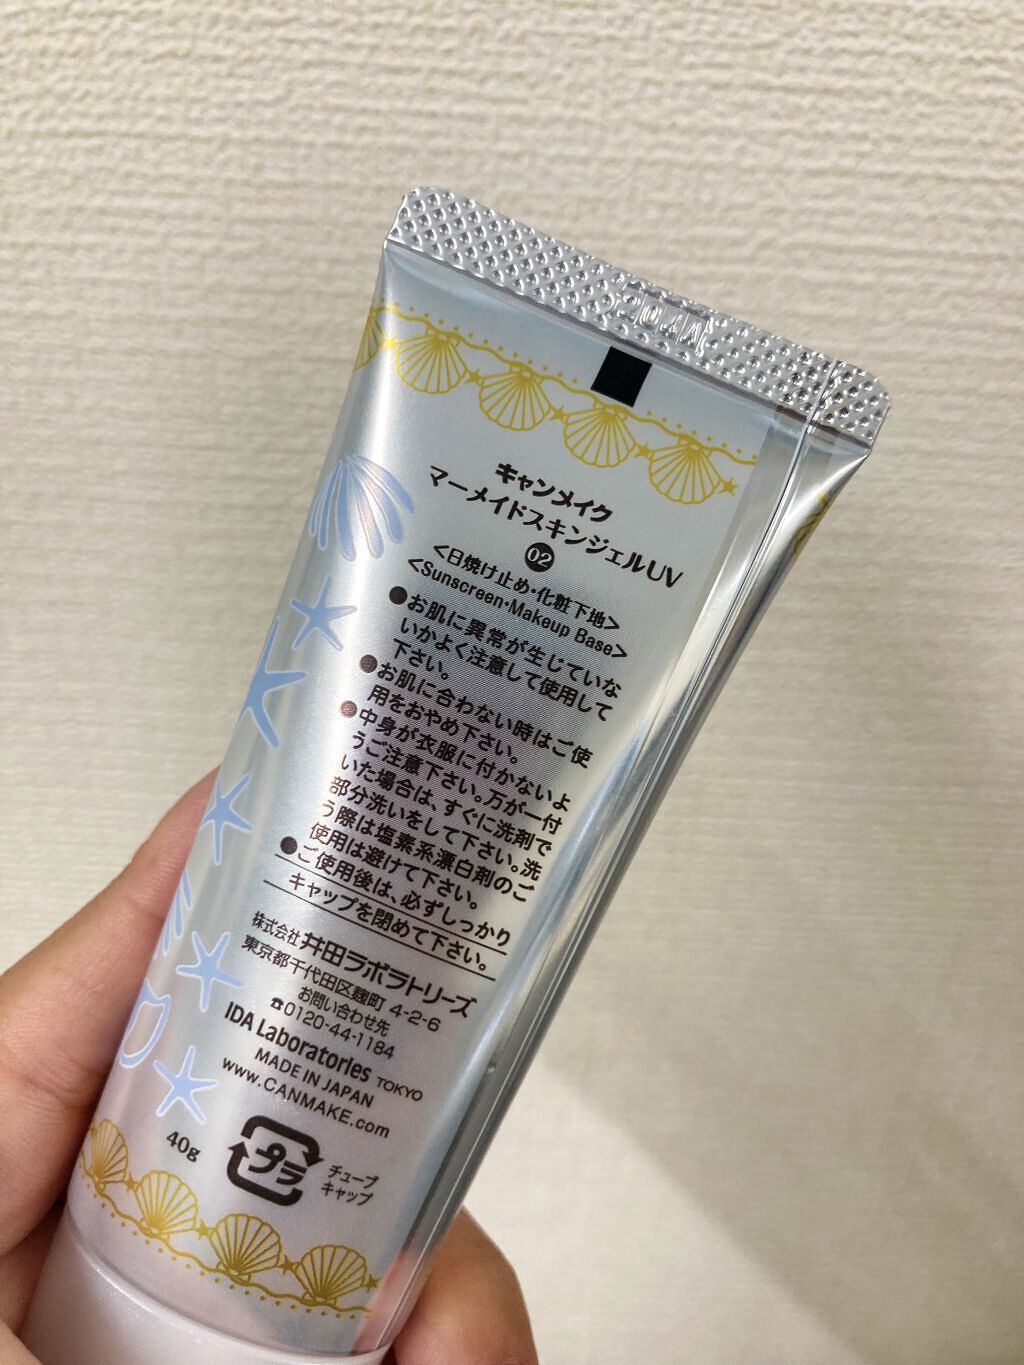 キャンメイク
マーメイドスキンジェルUV
02
<日焼け止め・化粧下地>
<Sunscreen・Makeup Base>
●お肌に異常が生じていな
いかよく注意して使用して
下さい。
●お肌に合わない時はご使
用をおやめ下さい。
●中身が衣服に付かないよ
うご注意下さい。万が一付
いた場合は、すぐに洗剤で
部分洗いをして下さい。洗
う際は塩素系漂白剤のご
使用は避けて下さい。
●ご使用後は、必ずしっかり
キャップを閉めて下さい。
株式会社 井田ラボラトリーズ
東京都千代田区麹町 4-2-6
お問い合わせ先
☎0120-44-1184
IDA Laboratories TOKYO
MADE IN JAPAN
www.CANMAKE.com
40g
プラ
チューブ
キャップ